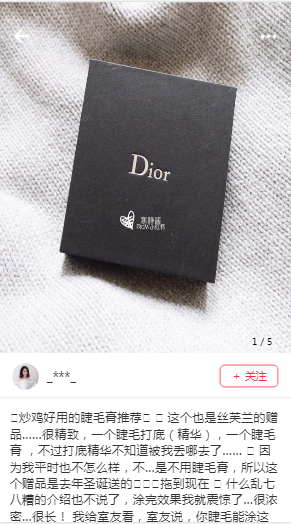 Dior
FROM 小红书
1 / 5
_***_
+ 关注
炒鸡好用的睫毛膏推荐 这个也是丝芙兰的赠
品……很精致，一个睫毛打底（精华），一个睫毛
膏 ，不过打底精华不知道被我丢哪去了…… 因
为我平时也不怎么样，不…是不用睫毛膏，所以这
个赠品是去年圣诞送的拖到现在 什么乱七
八糟的介绍也不说了，涂完效果我就震惊了…很浓
密…很长！ 我给室友看，室友说，你睫毛能涂这